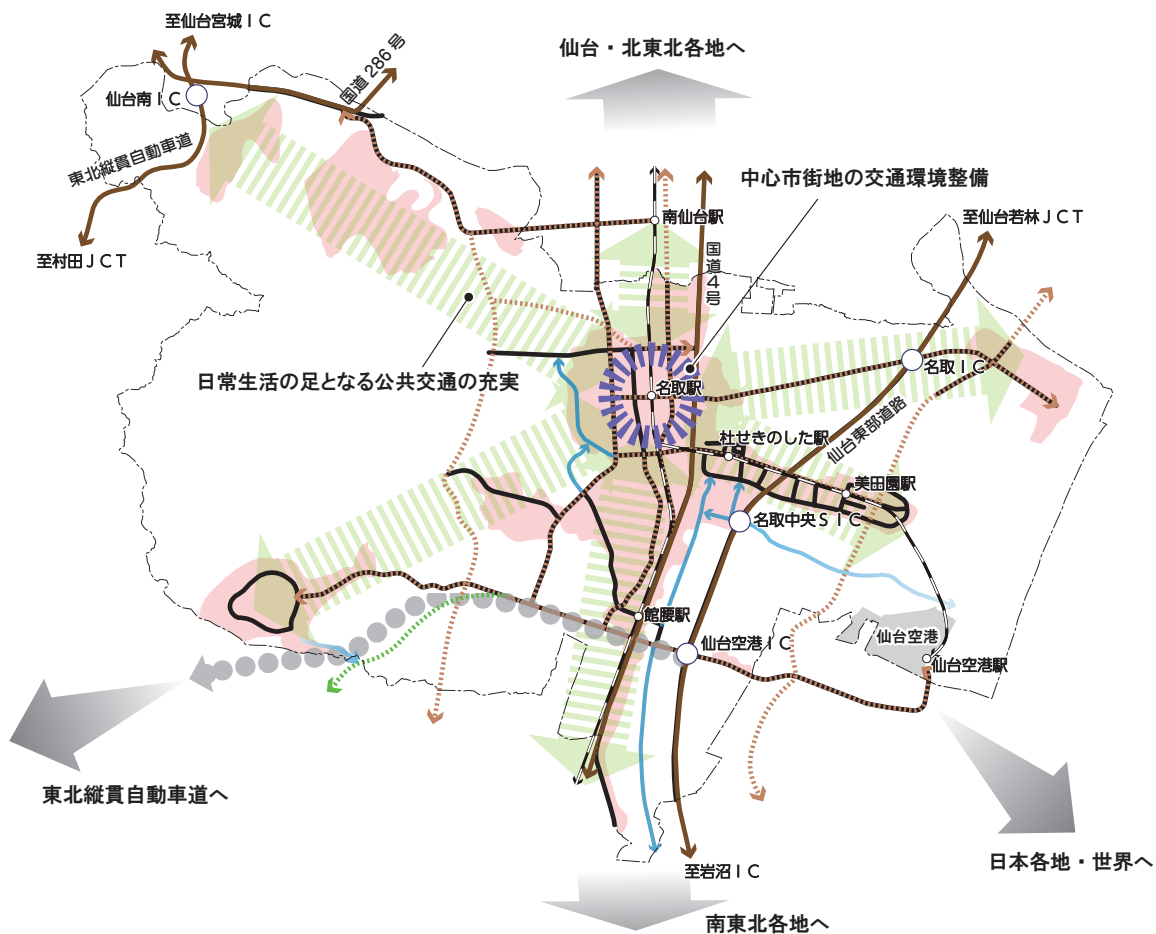 至仙台宮城ＩＣ
国道286号
仙台・北東北各地へ
仙台南ＩＣ
東北縦貫自動車道
中心市街地の交通環境整備
南仙台駅
至仙台若林ＪＣＴ
至村田ＪＣＴ
国道４号
日常生活の足となる公共交通の充実
名取ＩＣ
名取駅
仙台東部道路
杜せきのした駅
美田園駅
名取中央ＳＩＣ
館腰駅
仙台空港ＩＣ
仙台空港
仙台空港駅
東北縦貫自動車道へ
日本各地・世界へ
至岩沼ＩＣ
南東北各地へ